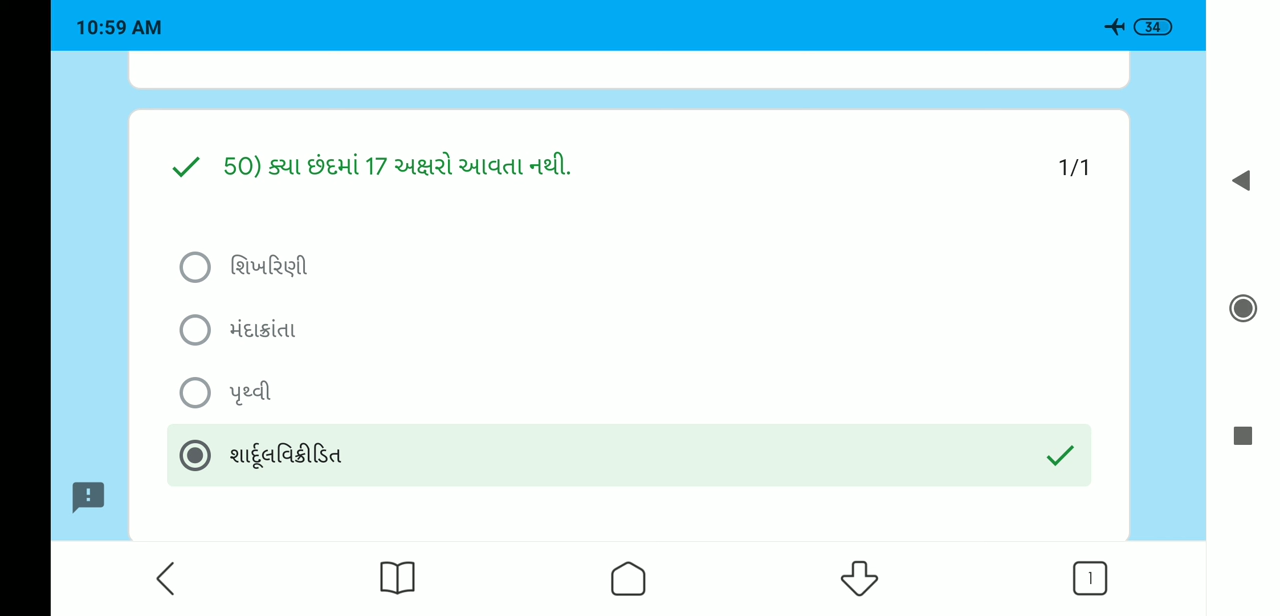 10:59 AM
34
50) ક્યા છંદમાં 17 અક્ષરો આવતા નથી.
1/1
શિખરિણી
મંદાક્રાંતા
પૃથ્વી
શાર્દૂલવિક્રીડિત
1